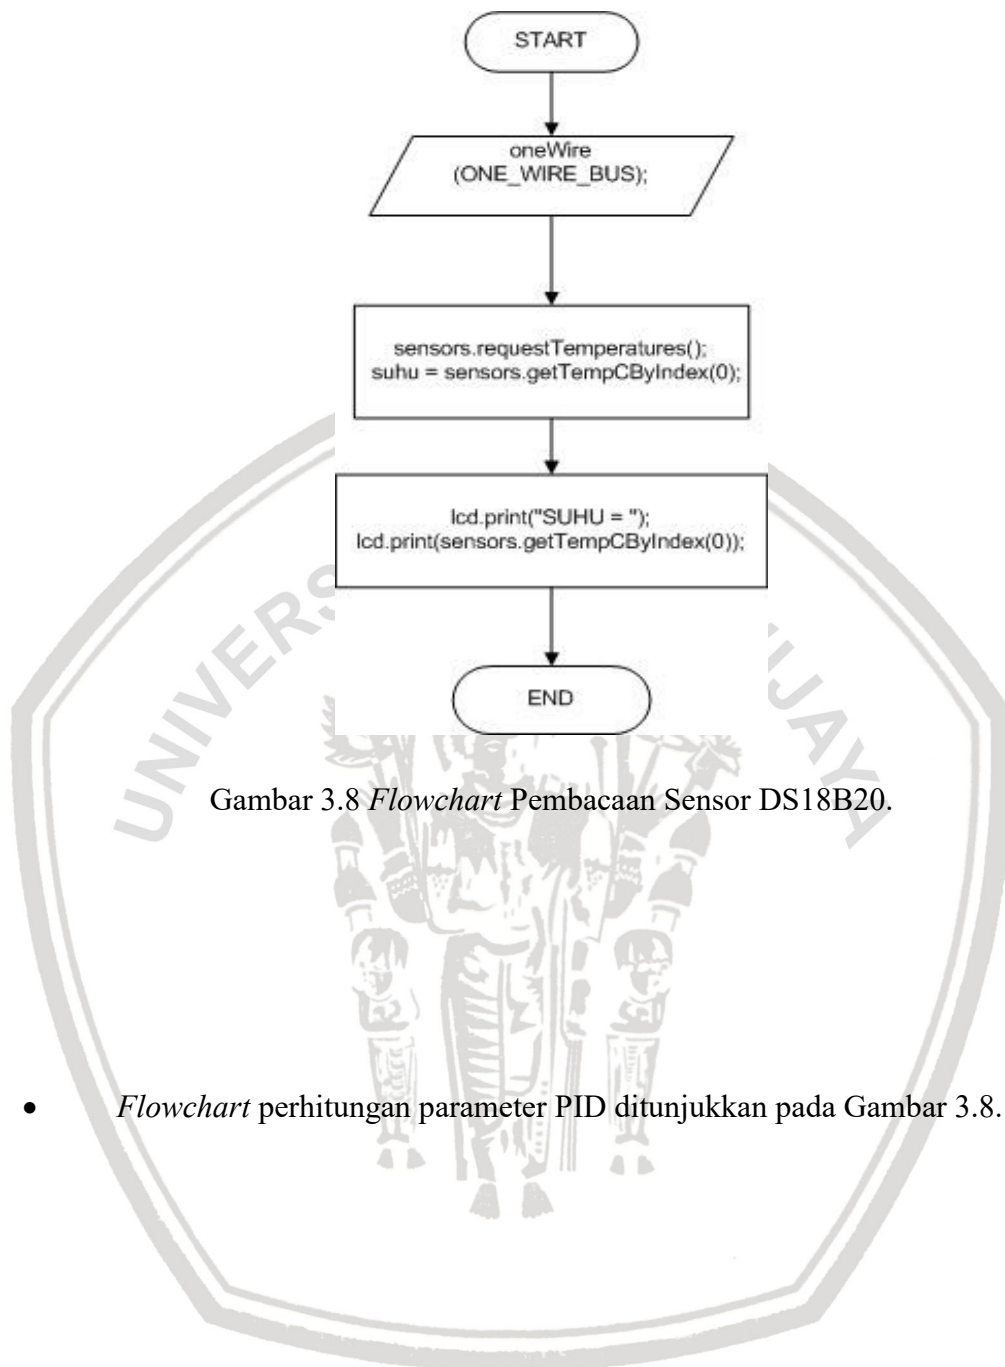 START
oneWire
(ONE_WIRE_BUS);
sensors.requestTemperatures();
suhu = sensors.getTempCByIndex(0);
lcd.print("SUHU = ");
lcd.print(sensors.getTempCByIndex(0));
END
Gambar 3.8 Flowchart Pembacaan Sensor DS18B20.
• Flowchart perhitungan parameter PID ditunjukkan pada Gambar 3.8.